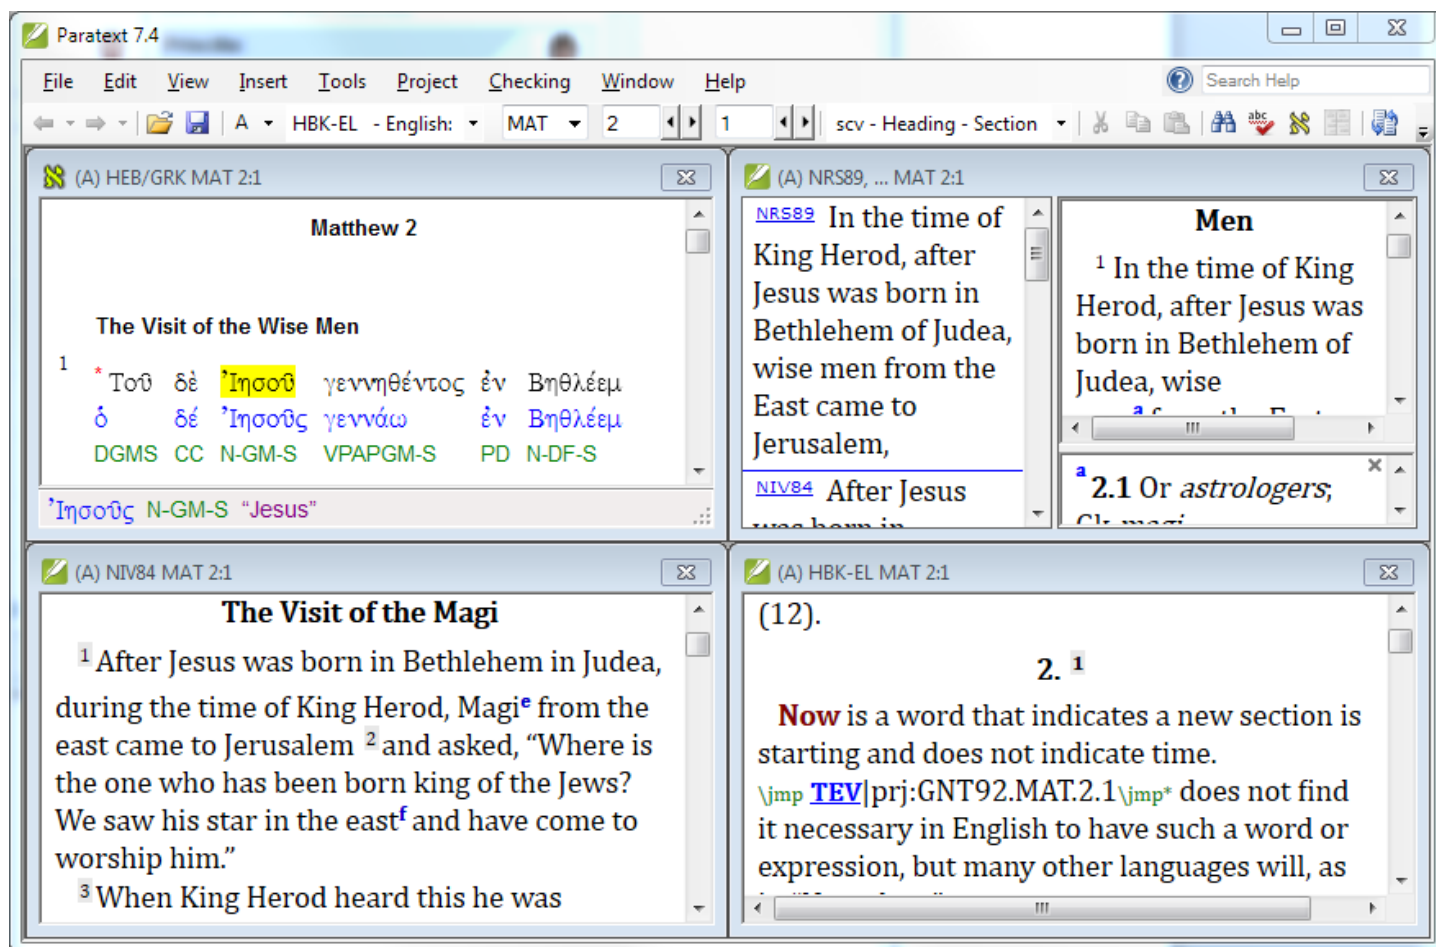 Paratext 7.4
File Edit View Insert Tools Project Checking Window Help
Search Help
A HBK-EL - English: MAT 2 1 scv - Heading - Section
(A) HEB/GRK MAT 2:1
Matthew 2
The Visit of the Wise Men
1 * Τοῦ δὲ Ἰησοῦ γεννηθέντος ἐν Βηθλέεμ
ὁ δέ Ἰησοῦς γεννάω ἐν Βηθλέεμ
DGMS CC N-GM-S VPAPGM-S PD N-DF-S
Ἰησοῦς N-GM-S “Jesus”
(A) NRS89, ... MAT 2:1
NRS89 In the time of
King Herod, after
Jesus was born in
Bethlehem of Judea,
wise men from the
East came to
Jerusalem,
NIV84 After Jesus
was born in
Men
1 In the time of King
Herod, after Jesus was
born in Bethlehem of
Judea, wise
a from the East
a 2.1 Or astrologers;
Gk magi
(A) NIV84 MAT 2:1
The Visit of the Magi
1 After Jesus was born in Bethlehem in Judea,
during the time of King Herod, Magie from the
east came to Jerusalem 2 and asked, “Where is
the one who has been born king of the Jews?
We saw his star in the eastf and have come to
worship him.”
3 When King Herod heard this he was
(A) HBK-EL MAT 2:1
(12).
2. 1
Now is a word that indicates a new section is
starting and does not indicate time.
\jmp TEV|prj:GNT92.MAT.2.1\jmp* does not find
it necessary in English to have such a word or
expression, but many other languages will, as